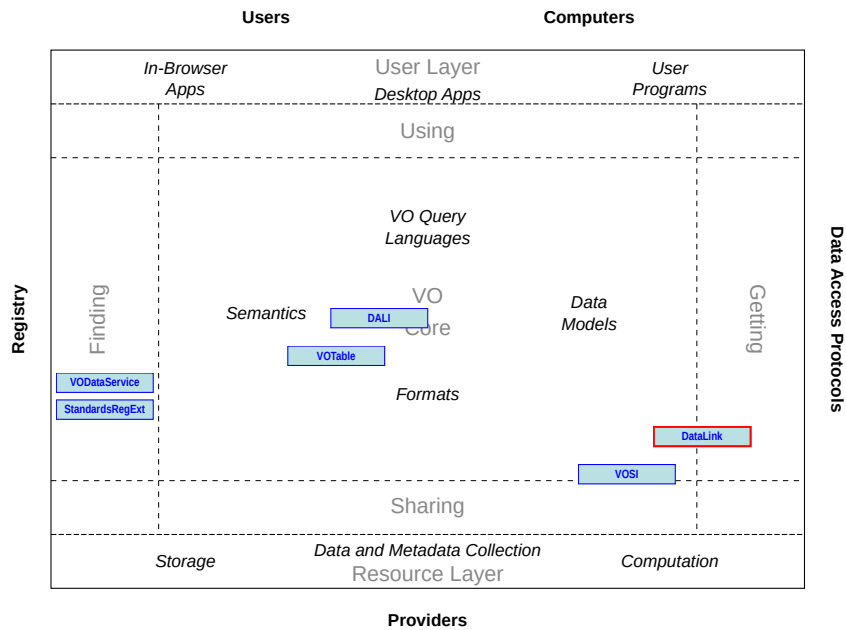 Users
Computers
In-Browser
Apps
User Layer
Desktop Apps
User
Programs
Using
VO Query
Languages
Registry
Finding
Semantics
VO
Core
DALI
Data
Models
Getting
Data Access Protocols
VOTable
VODataService
StandardsRegExt
Formats
DataLink
VOSI
Sharing
Storage
Data and Metadata Collection
Computation
Resource Layer
Providers